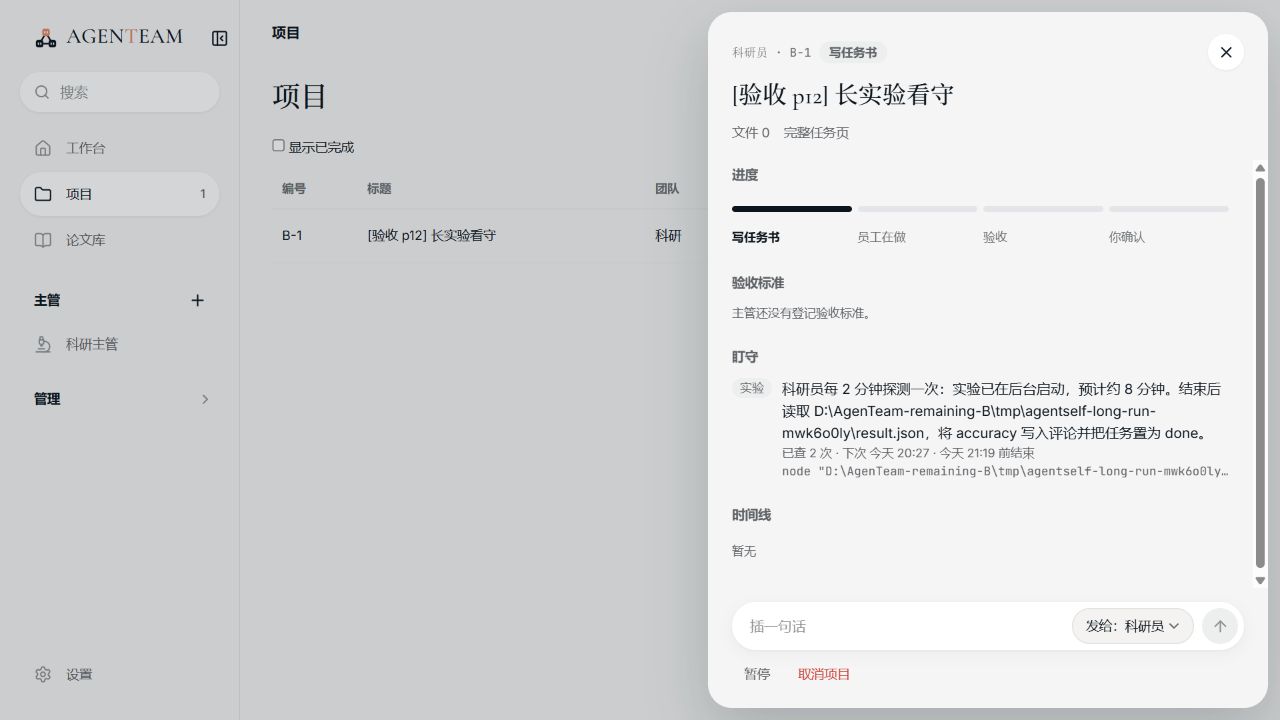 AGENTEAM
搜索
工作台
项目 1
论文库
主管
科研主管
管理
设置
项目
项目
显示已完成
编号 标题 团队
B-1 [验收 p12] 长实验看守 科研
科研员 · B-1 写任务书
[验收 p12] 长实验看守
文件 0 完整任务页
进度
写任务书 员工在做 验收 你确认
验收标准
主管还没有登记验收标准。
盯守
实验 科研员每 2 分钟探测一次：实验已在后台启动，预计约 8 分钟。结束后
读取 D:\AgenTeam-remaining-B\tmp\agentself-long-run-
mwk6o0ly\result.json，将 accuracy 写入评论并把任务置为 done。
已查 2 次 · 下次 今天 20:27 · 今天 21:19 前结束
node "D:\AgenTeam-remaining-B\tmp\agentself-long-run-mwk6o0ly…
时间线
暂无
插一句话 发给：科研员
暂停 取消项目